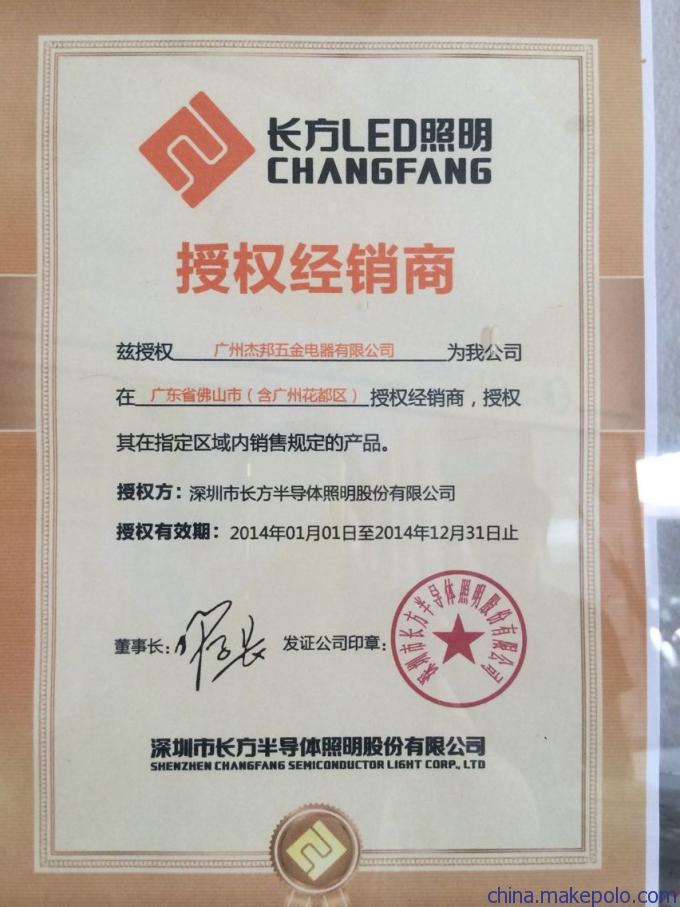 长方LED照明
CHANGFANG
授权经销商
兹授权 广州杰邦五金电器有限公司 为我公司
在 广东省佛山市（含广州花都区） 授权经销商，授权
其在指定区域内销售规定的产品。
授权方：深圳市长方半导体照明股份有限公司
授权有效期：2014年01月01日至2014年12月31日止
董事长：
发证公司印章：
深圳市长方半导体照明股份有限公司
深圳市长方半导体照明股份有限公司
SHENZHEN CHANGFANG SEMICONDUCTOR LIGHT CORP., LTD
china.makepolo.com